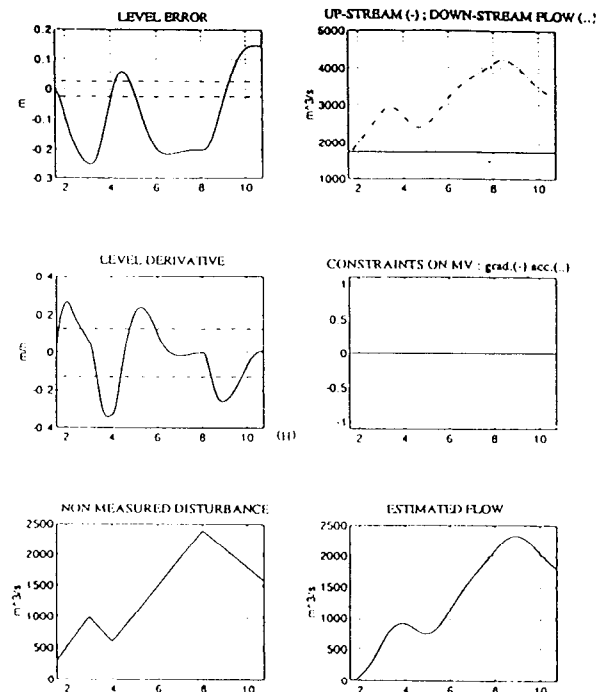 LEVEL ERROR
0.2
0.1
0
-0.1
-0.2
-0.3
m
2 4 6 8 10
UP-STREAM (-) ; DOWN-STREAM FLOW (..)
5000
4000
3000
2000
1000
m^3/s
2 4 6 8 10
LEVEL DERIVATIVE
0.4
0.2
0
-0.2
-0.4
m/h
2 4 6 8 10
(H)
CONSTRAINTS ON MV : grad.(-) acc.(..)
1
0.5
0
-0.5
-1
2 4 6 8 10
NON MEASURED DISTURBANCE
2500
2000
1500
1000
500
0
m^3/s
2 4 6 8 10
ESTIMATED FLOW
2500
2000
1500
1000
500
0
m^3/s
2 4 6 8 10